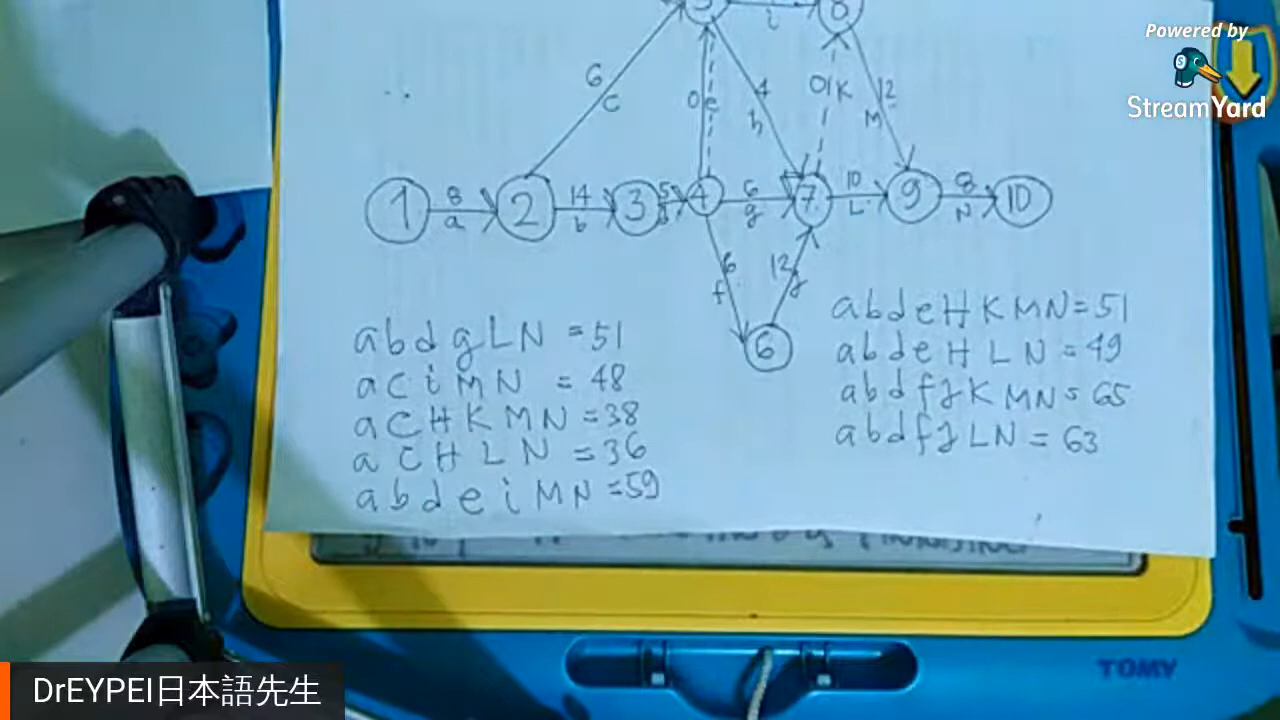 Powered by
StreamYard
i
8
6
c
0 e
4
h
0 K
12
M
1
8
a
2
14
b
3
5
4
6
g
7
10
L
9
8
N
10
6
f
12
j
6
abdgLN = 51
aciMN = 48
acHKMN = 38
acHLN = 36
abdeiMN = 59
abdeHKMN = 51
abdeHLN = 49
abdfjKMN = 65
abdfjLN = 63
TOMY
DrEYPEI日本語先生